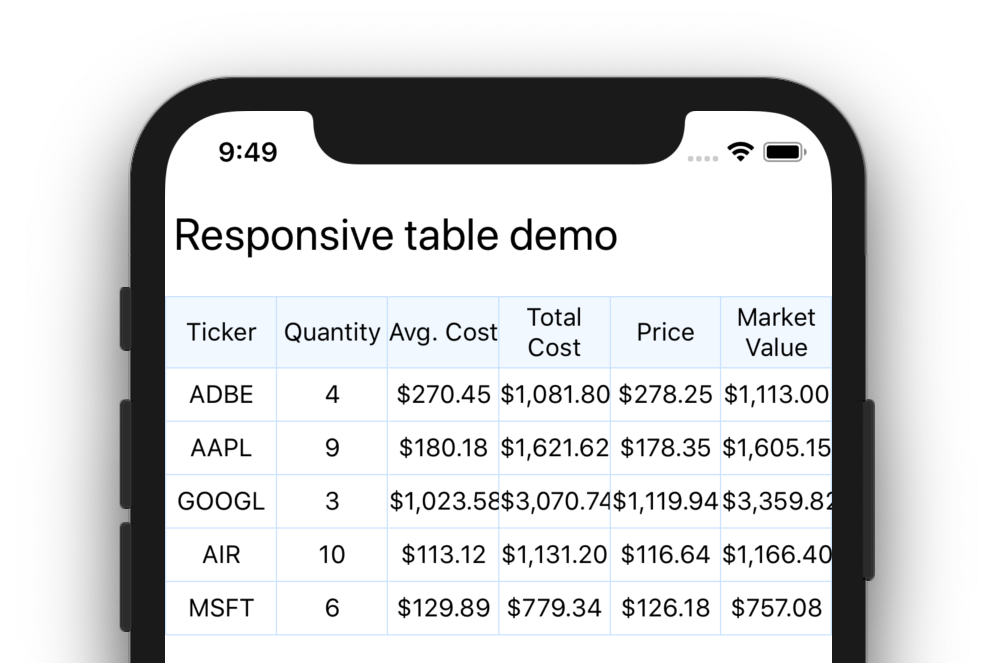 9:49
Responsive table demo
Ticker Quantity Avg. Cost Total Cost Price Market Value
ADBE 4 $270.45 $1,081.80 $278.25 $1,113.00
AAPL 9 $180.18 $1,621.62 $178.35 $1,605.15
GOOGL 3 $1,023.58 $3,070.74 $1,119.94 $3,359.82
AIR 10 $113.12 $1,131.20 $116.64 $1,166.40
MSFT 6 $129.89 $779.34 $126.18 $757.08